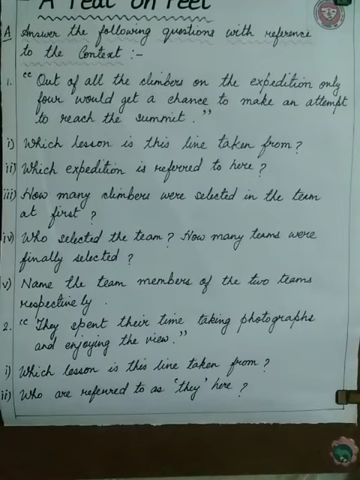 A Feat on Feet
A Answer the following questions with reference
to the Context :-
1. "Out of all the climbers on the expedition only
four would get a chance to make an attempt
to reach the summit."
i) Which lesson is this line taken from?
ii) Which expedition is referred to here?
iii) How many climbers were selected in the team
at first?
iv) Who selected the team? How many teams were
finally selected?
v) Name the team members of the two teams
respectively.
2. "They spent their time taking photographs
and enjoying the view."
i) Which lesson is this line taken from?
ii) Who are referred to as 'they' here?